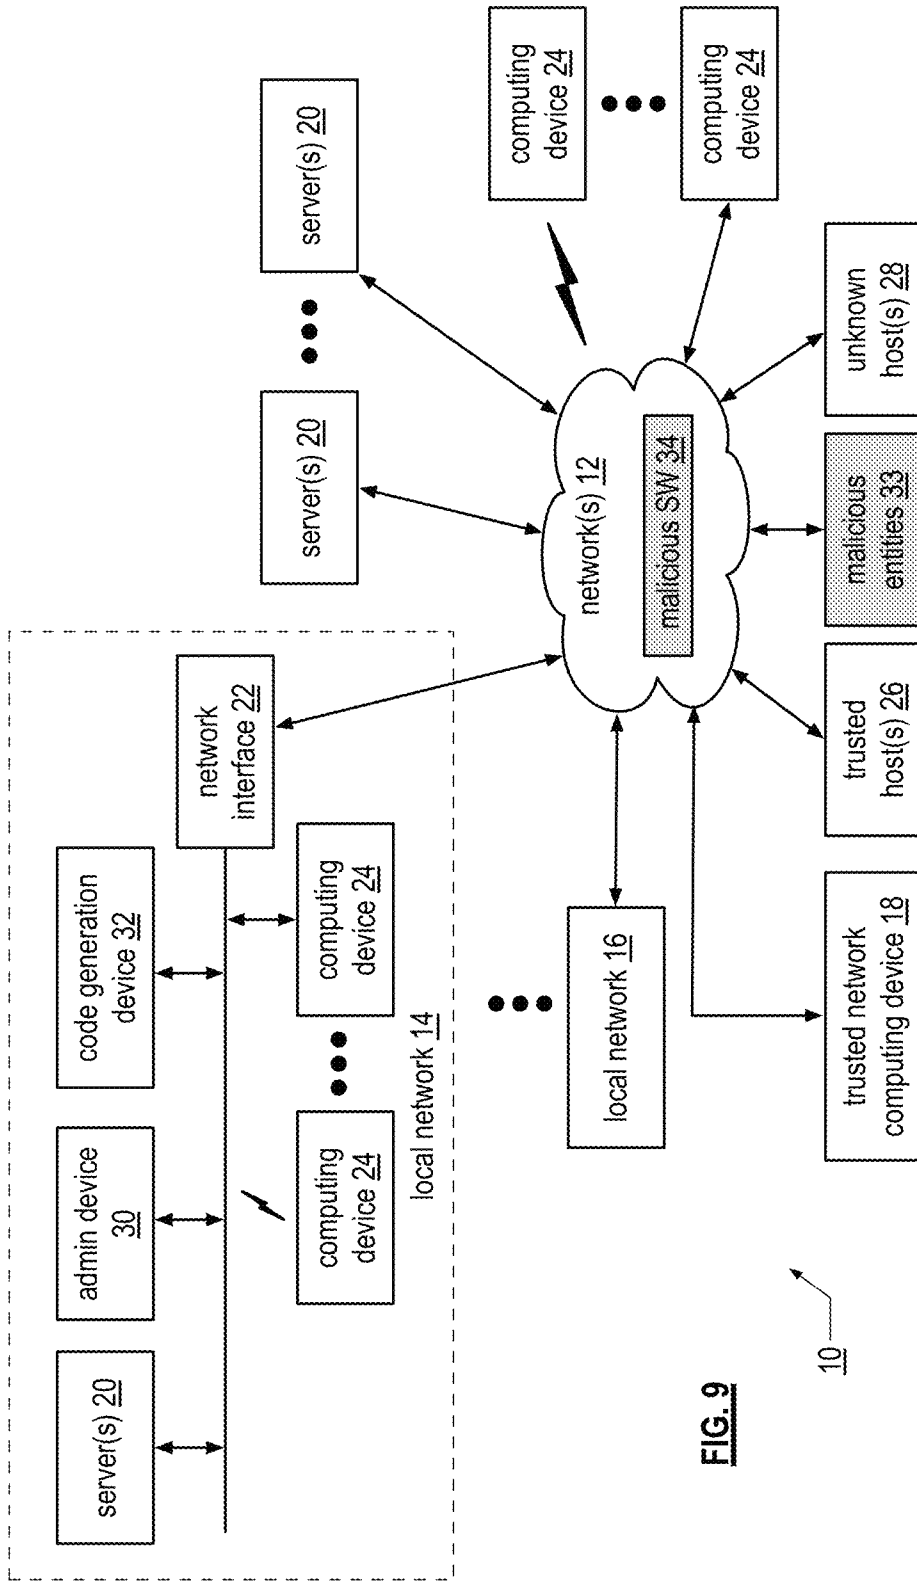 server(s) 20
admin device
30
code generation
device 32
network
interface 22
computing
device 24
computing
device 24
local network 14
server(s) 20
server(s) 20
computing
device 24
computing
device 24
network(s) 12
malicious SW 34
local network 16
trusted network
computing device 18
trusted
host(s) 26
malicious
entities 33
unknown
host(s) 28
10
FIG. 9